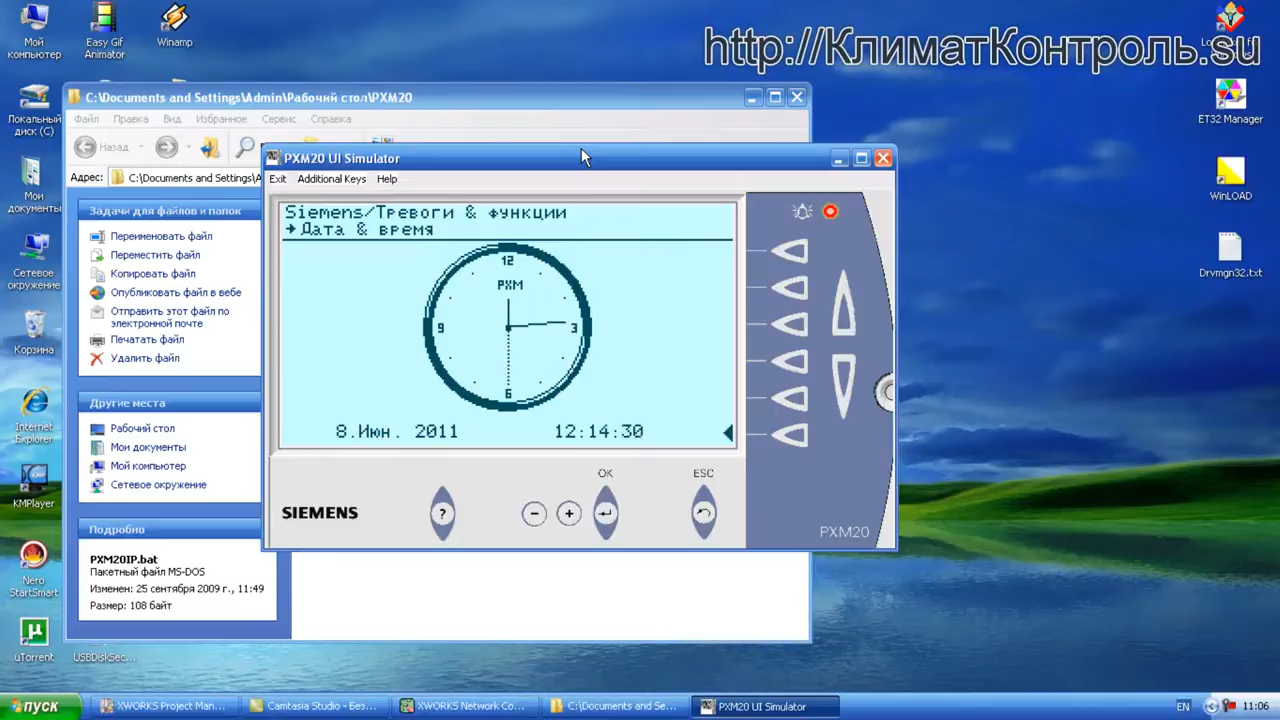 Мой
компьютер
Easy Gif
Animator
Winamp
http://КлиматКонтроль.su
ET32 Manager
WinLOAD
Drvmgn32.txt
Локальный
диск (C)
Мои
документы
Сетевое
окружение
Корзина
Internet
Explorer
KMPlayer
Nero
StartSmart
uTorrent
USBDiskSec...
C:\Documents and Settings\Admin\Рабочий стол\PXM20
Файл Правка Вид Избранное Сервис Справка
Назад
Адрес: C:\Documents and Settings\A
Задачи для файлов и папок
Переименовать файл
Переместить файл
Копировать файл
Опубликовать файл в вебе
Отправить этот файл по
электронной почте
Печатать файл
Удалить файл
Другие места
Рабочий стол
Мои документы
Мой компьютер
Сетевое окружение
Подробно
PXM20IP.bat
Пакетный файл MS-DOS
Изменен: 25 сентября 2009 г., 11:49
Размер: 108 байт
PXM20 UI Simulator
Exit Additional Keys Help
Siemens/Тревоги & функции
Дата & время
12
PXM
9
3
6
8.Июн. 2011 12:14:30
OK ESC
SIEMENS ? − +
PXM20
пуск XWORKS Project Man... Camtasia Studio - Без... XWORKS Network Co... C:\Documents and Se... PXM20 UI Simulator EN 11:06